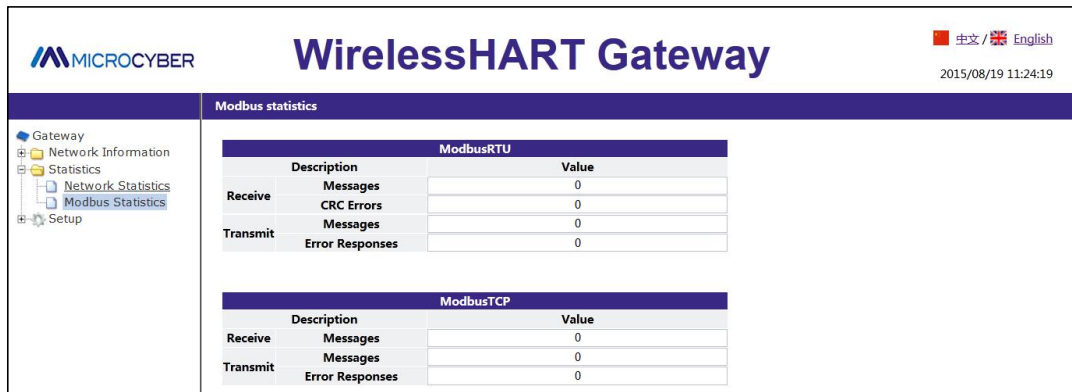 MICROCYBER
WirelessHART Gateway
中文 / English
2015/08/19 11:24:19
Modbus statistics
Gateway
Network Information
Statistics
Network Statistics
Modbus Statistics
Setup
ModbusRTU
Description Value
Receive Messages 0
CRC Errors 0
Transmit Messages 0
Error Responses 0
ModbusTCP
Description Value
Receive Messages 0
Transmit Messages 0
Error Responses 0